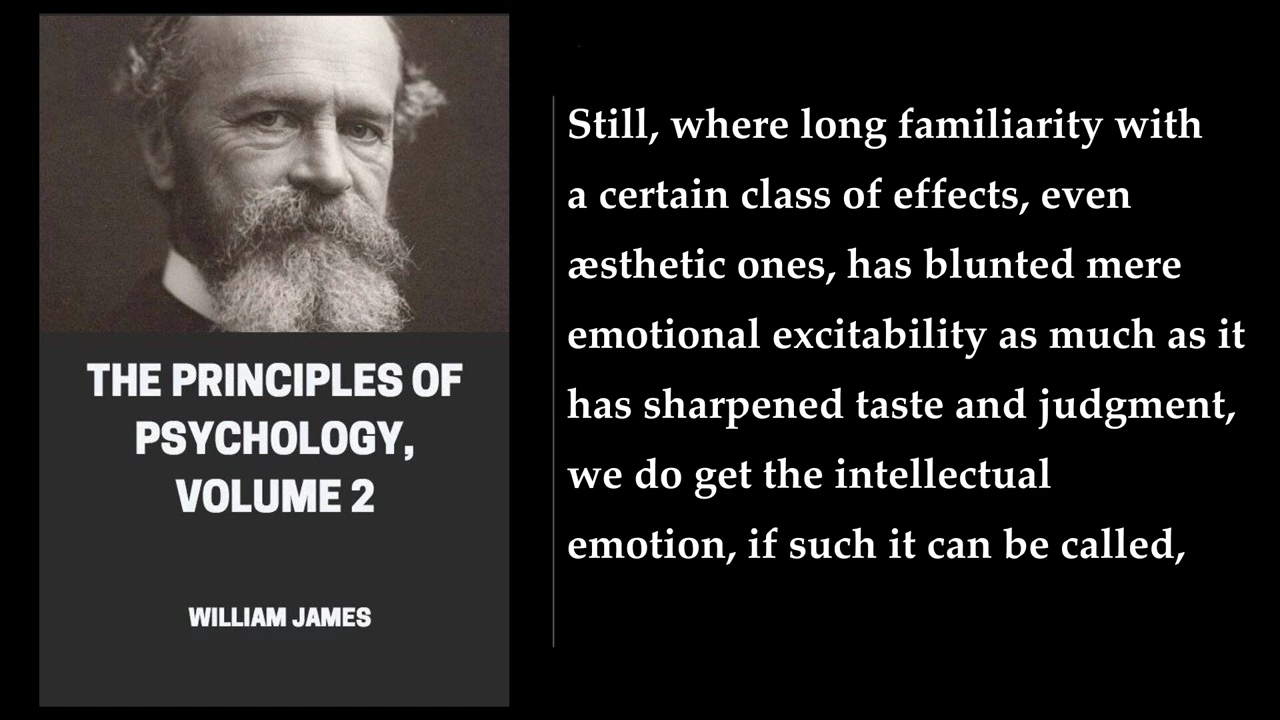 THE PRINCIPLES OF
PSYCHOLOGY,
VOLUME 2
WILLIAM JAMES
Still, where long familiarity with
a certain class of effects, even
æsthetic ones, has blunted mere
emotional excitability as much as it
has sharpened taste and judgment,
we do get the intellectual
emotion, if such it can be called,